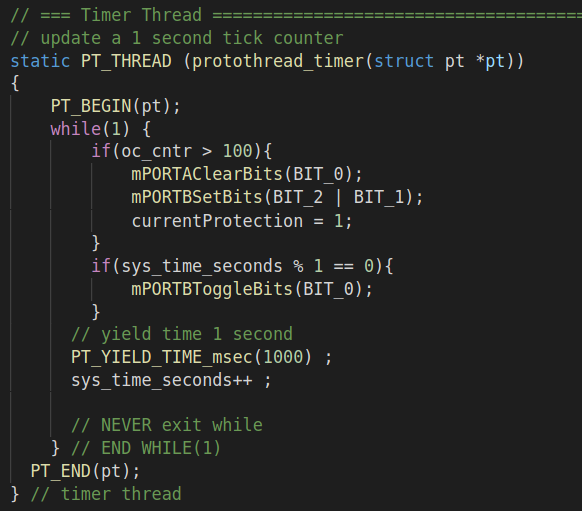 // === Timer Thread =====================================
// update a 1 second tick counter
static PT_THREAD (protothread_timer(struct pt *pt))
{
    PT_BEGIN(pt);
    while(1) {
        if(oc_cntr > 100){
            mPORTAClearBits(BIT_0);
            mPORTBSetBits(BIT_2 | BIT_1);
            currentProtection = 1;
        }
        if(sys_time_seconds % 1 == 0){
            mPORTBToggleBits(BIT_0);
        }
      // yield time 1 second
      PT_YIELD_TIME_msec(1000) ;
      sys_time_seconds++ ;

      // NEVER exit while
    } // END WHILE(1)
  PT_END(pt);
} // timer thread